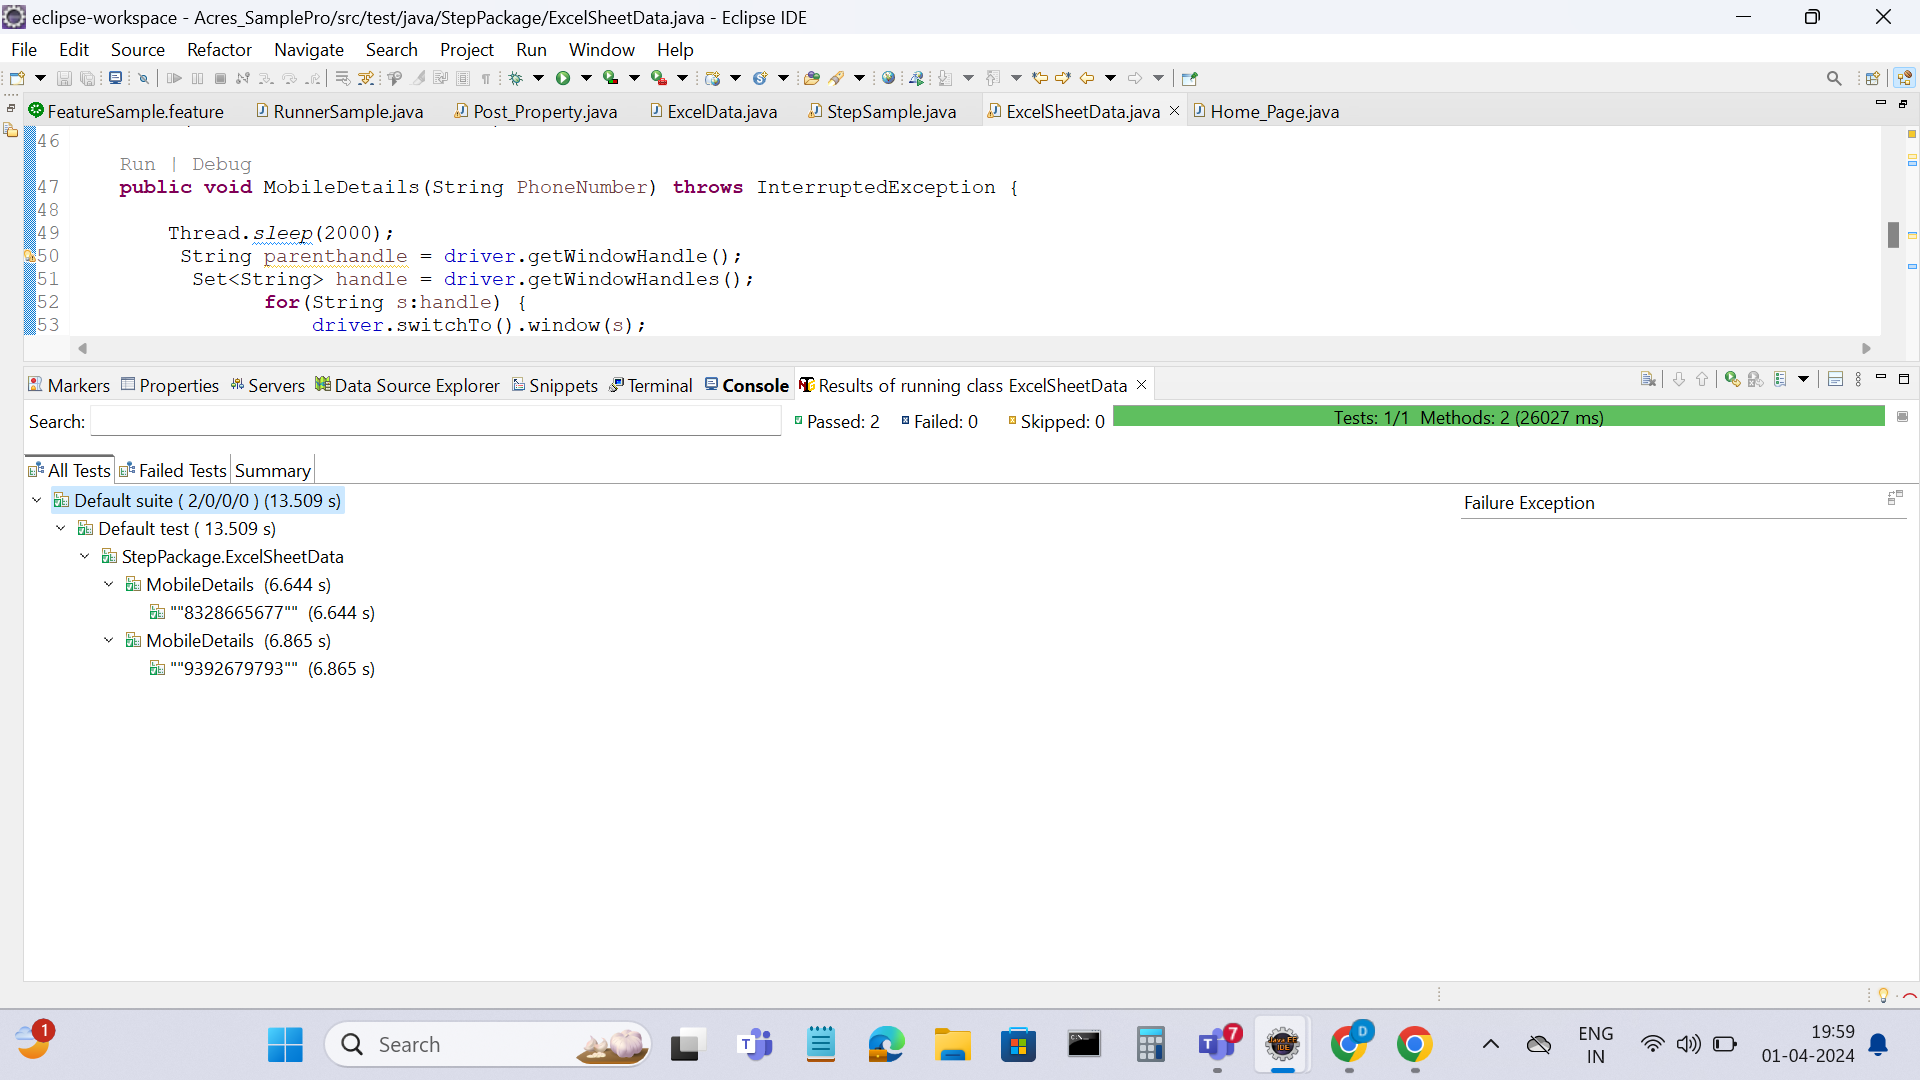 eclipse-workspace - Acres_SamplePro/src/test/java/StepPackage/ExcelSheetData.java - Eclipse IDE
File Edit Source Refactor Navigate Search Project Run Window Help
FeatureSample.feature RunnerSample.java Post_Property.java ExcelData.java StepSample.java ExcelSheetData.java Home_Page.java
46
Run | Debug
47 public void MobileDetails(String PhoneNumber) throws InterruptedException {
48
49 Thread.sleep(2000);
50 String parenthandle = driver.getWindowHandle();
51 Set<String> handle = driver.getWindowHandles();
52 for(String s:handle) {
53 driver.switchTo().window(s);
Markers Properties Servers Data Source Explorer Snippets Terminal Console Results of running class ExcelSheetData
Search: Passed: 2 Failed: 0 Skipped: 0 Tests: 1/1 Methods: 2 (26027 ms)
All Tests Failed Tests Summary
Default suite ( 2/0/0/0 ) (13.509 s)
Failure Exception
Default test ( 13.509 s)
StepPackage.ExcelSheetData
MobileDetails (6.644 s)
""8328665677"" (6.644 s)
MobileDetails (6.865 s)
""9392679793"" (6.865 s)
1
Search
7
D
ENG
IN
19:59
01-04-2024